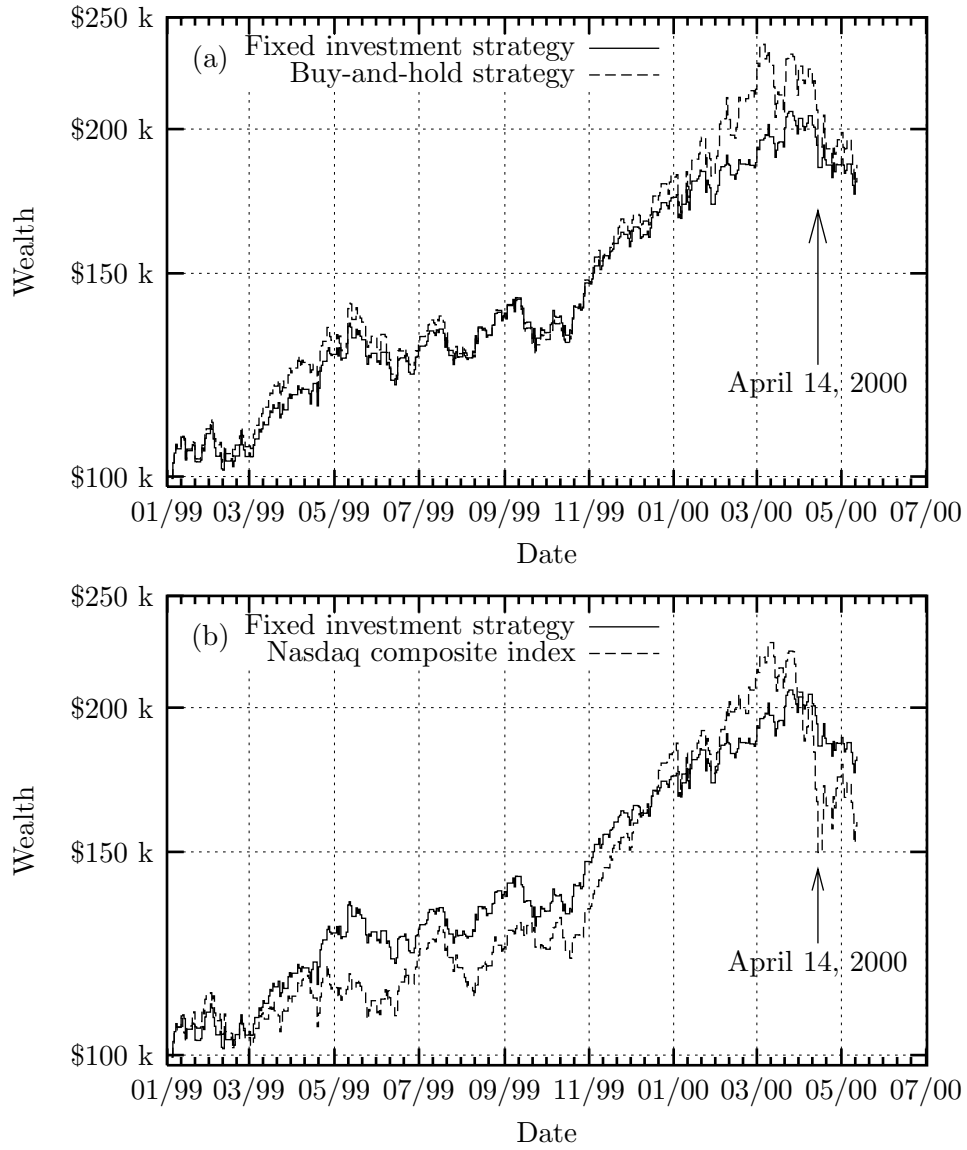 $250 k
(a)
Fixed investment strategy
Buy-and-hold strategy
$200 k
Wealth
$150 k
April 14, 2000
$100 k
01/99 03/99 05/99 07/99 09/99 11/99 01/00 03/00 05/00 07/00
Date
$250 k
(b)
Fixed investment strategy
Nasdaq composite index
$200 k
Wealth
$150 k
April 14, 2000
$100 k
01/99 03/99 05/99 07/99 09/99 11/99 01/00 03/00 05/00 07/00
Date